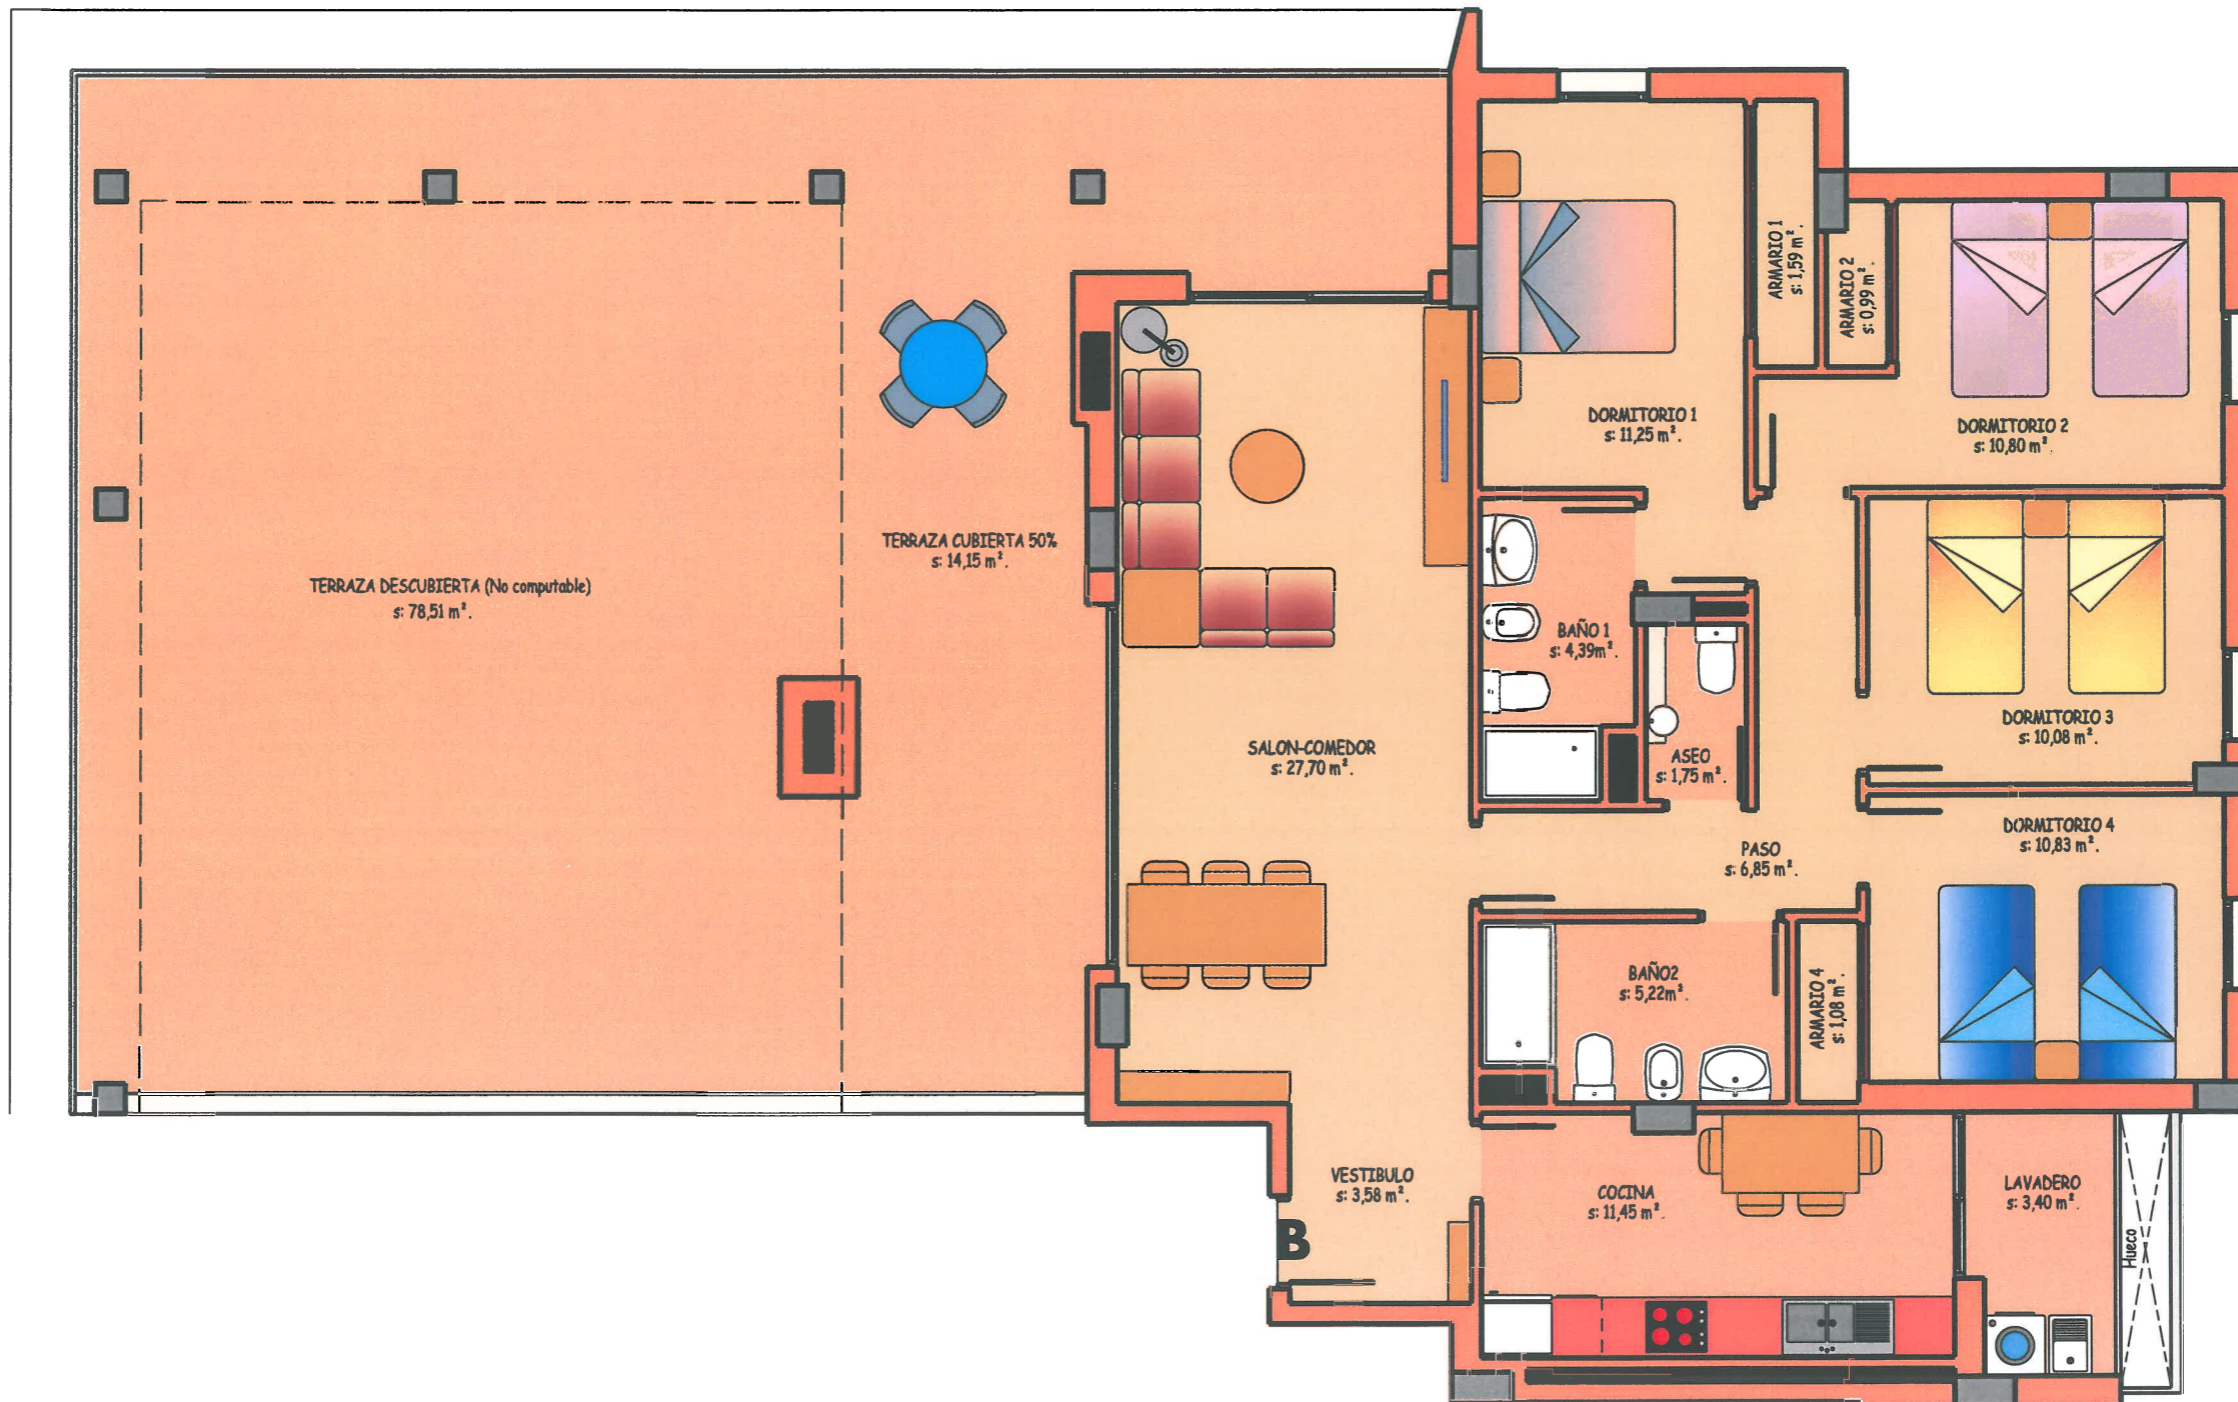 ARMARIO 1
s: 1,59 m².
ARMARIO 2
s: 0,99 m².
DORMITORIO 1
s: 11,25 m².
DORMITORIO 2
s: 10,80 m².
TERRAZA CUBIERTA 50%
s: 14,15 m².
TERRAZA DESCUBIERTA (No computable)
s: 78,51 m².
BAÑO 1
s: 4,39m².
SALON-COMEDOR
s: 27,70 m².
ASEO
s: 1,75 m².
DORMITORIO 3
s: 10,08 m².
DORMITORIO 4
s: 10,83 m².
PASO
s: 6,85 m².
BAÑO2
s: 5,22m².
ARMARIO 4
s: 1,08 m².
VESTIBULO
s: 3,58 m².
B
COCINA
s: 11,45 m².
LAVADERO
s: 3,40 m².
Hueco